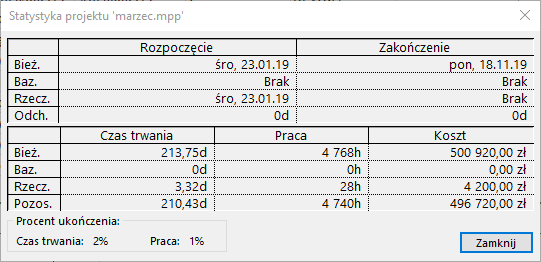 Statystyka projektu 'marzec.mpp'
Rozpoczęcie Zakończenie
Bież. śro, 23.01.19 pon, 18.11.19
Baz. Brak Brak
Rzecz. śro, 23.01.19 Brak
Odch. 0d 0d
Czas trwania Praca Koszt
Bież. 213,75d 4 768h 500 920,00 zł
Baz. 0d 0h 0,00 zł
Rzecz. 3,32d 28h 4 200,00 zł
Pozos. 210,43d 4 740h 496 720,00 zł
Procent ukończenia:
Czas trwania: 2% Praca: 1%
Zamknij